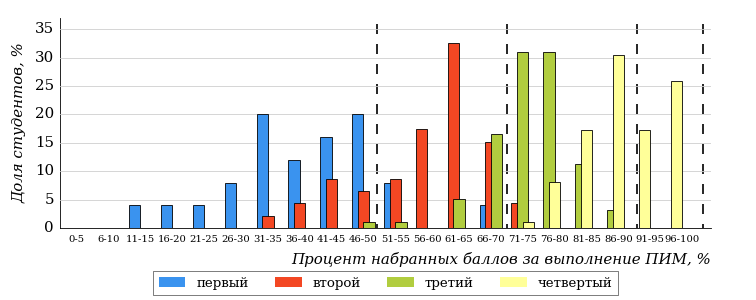 Доля студентов, %
35
30
25
20
15
10
5
0
0-5 6-10 11-15 16-20 21-25 26-30 31-35 36-40 41-45 46-50 51-55 56-60 61-65 66-70 71-75 76-80 81-85 86-90 91-95 96-100
Процент набранных баллов за выполнение ПИМ, %
первый второй третий четвертый